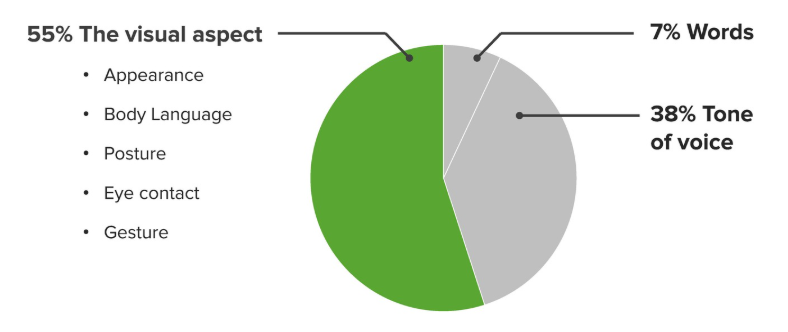 55% The visual aspect
• Appearance
• Body Language
• Posture
• Eye contact
• Gesture
7% Words
38% Tone
of voice